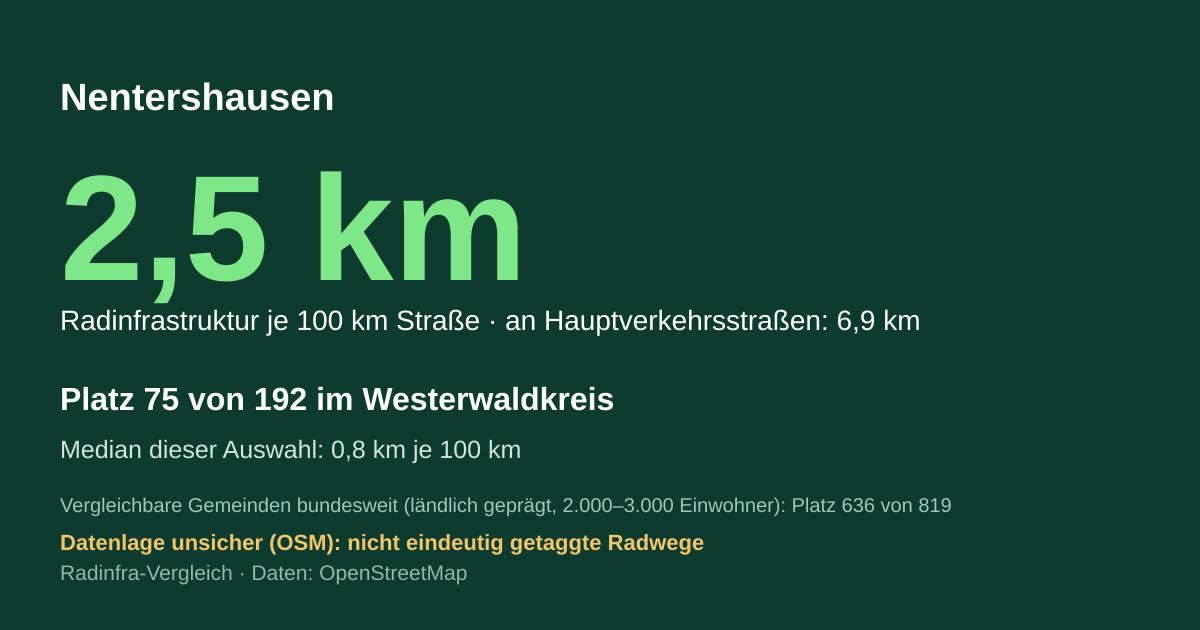 Nentershausen
2,5 km
Radinfrastruktur je 100 km Straße · an Hauptverkehrsstraßen: 6,9 km
Platz 75 von 192 im Westerwaldkreis
Median dieser Auswahl: 0,8 km je 100 km
Vergleichbare Gemeinden bundesweit (ländlich geprägt, 2.000–3.000 Einwohner): Platz 636 von 819
Datenlage unsicher (OSM): nicht eindeutig getaggte Radwege
Radinfra-Vergleich · Daten: OpenStreetMap